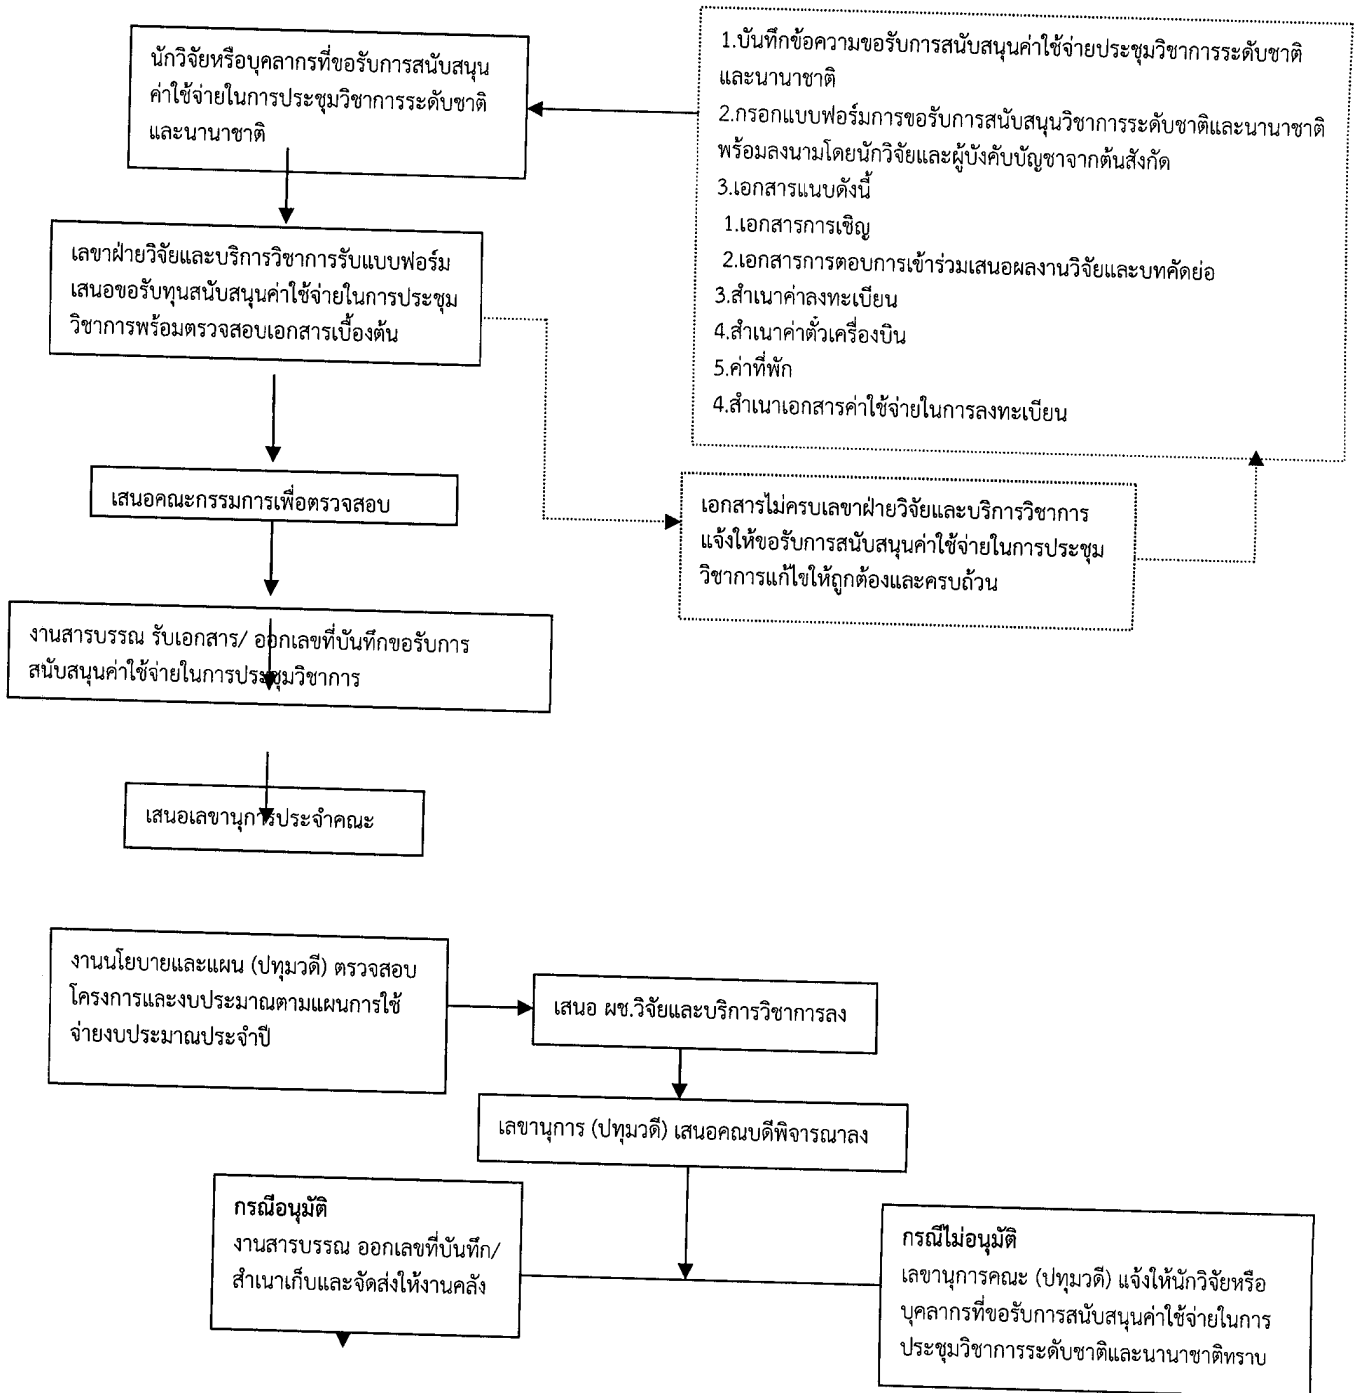 นักวิจัยหรือบุคลากรที่ขอรับการสนับสนุน
ค่าใช้จ่ายในการประชุมวิชาการระดับชาติ
และนานาชาติ
1.บันทึกข้อความขอรับการสนับสนุนค่าใช้จ่ายประชุมวิชาการระดับชาติ
และนานาชาติ
2.กรอกแบบฟอร์มการขอรับการสนับสนุนวิชาการระดับชาติและนานาชาติ
พร้อมลงนามโดยนักวิจัยและผู้บังคับบัญชาจากต้นสังกัด
3.เอกสารแนบดังนี้
1.เอกสารการเชิญ
2.เอกสารการตอบการเข้าร่วมเสนอผลงานวิจัยและบทคัดย่อ
3.สำเนาค่าลงทะเบียน
4.สำเนาค่าตั๋วเครื่องบิน
5.ค่าที่พัก
4.สำเนาเอกสารค่าใช้จ่ายในการลงทะเบียน
เลขาฝ่ายวิจัยและบริการวิชาการรับแบบฟอร์ม
เสนอขอรับทุนสนับสนุนค่าใช้จ่ายในการประชุม
วิชาการพร้อมตรวจสอบเอกสารเบื้องต้น
เสนอคณะกรรมการเพื่อตรวจสอบ
เอกสารไม่ครบเลขาฝ่ายวิจัยและบริการวิชาการ
แจ้งให้ขอรับการสนับสนุนค่าใช้จ่ายในการประชุม
วิชาการแก้ไขให้ถูกต้องและครบถ้วน
งานสารบรรณ รับเอกสาร/ ออกเลขที่บันทึกขอรับการ
สนับสนุนค่าใช้จ่ายในการประชุมวิชาการ
เสนอเลขานุการประจำคณะ
งานนโยบายและแผน (ปทุมวดี) ตรวจสอบ
โครงการและงบประมาณตามแผนการใช้
จ่ายงบประมาณประจำปี
เสนอ ผช.วิจัยและบริการวิชาการลง
เลขานุการ (ปทุมวดี) เสนอคณบดีพิจารณาลง
กรณีอนุมัติ
งานสารบรรณ ออกเลขที่บันทึก/
สำเนาเก็บและจัดส่งให้งานคลัง
กรณีไม่อนุมัติ
เลขานุการคณะ (ปทุมวดี) แจ้งให้นักวิจัยหรือ
บุคลากรที่ขอรับการสนับสนุนค่าใช้จ่ายในการ
ประชุมวิชาการระดับชาติและนานาชาติทราบ